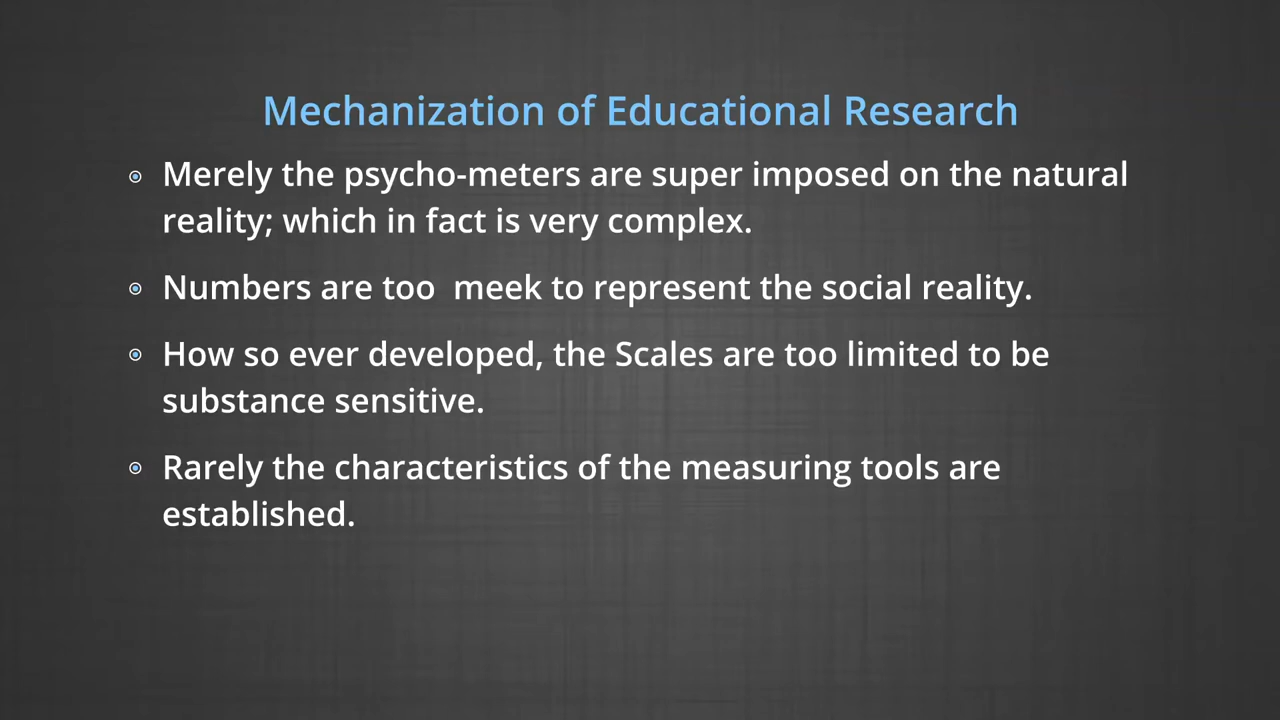 Mechanization of Educational Research
Merely the psycho-meters are super imposed on the natural
reality; which in fact is very complex.
Numbers are too  meek to represent the social reality.
How so ever developed, the Scales are too limited to be
substance sensitive.
Rarely the characteristics of the measuring tools are
established.